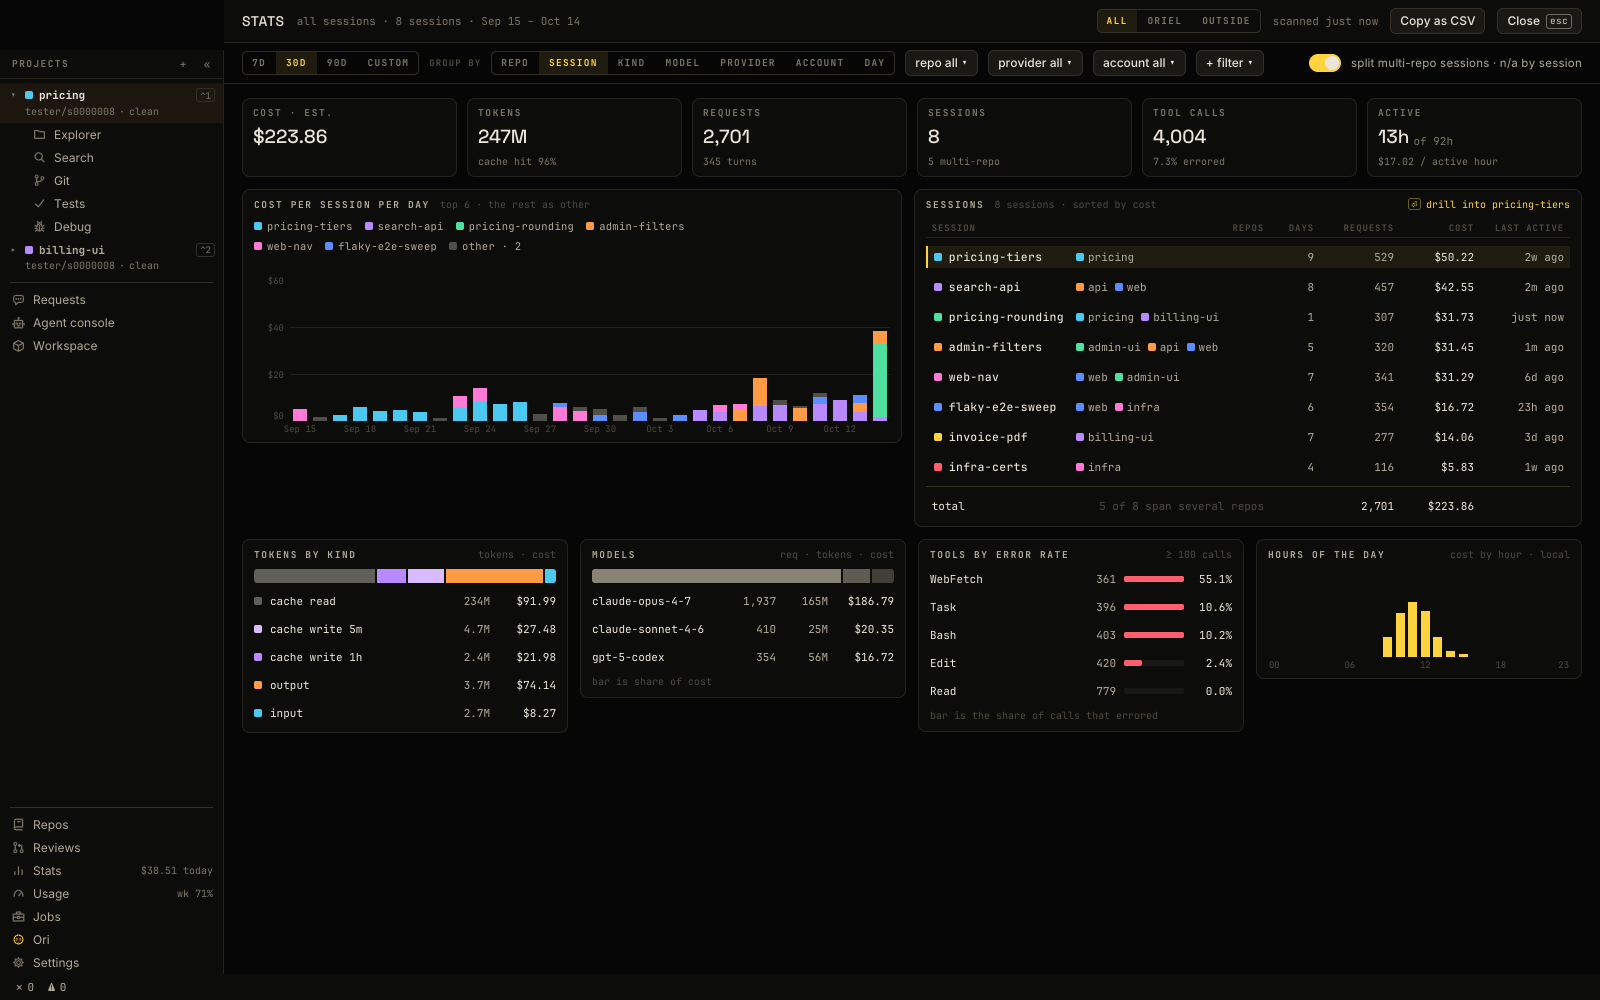 STATS all sessions · 8 sessions · Sep 15 – Oct 14
ALL ORIEL OUTSIDE scanned just now Copy as CSV Close esc
PROJECTS + «
7D 30D 90D CUSTOM GROUP BY REPO SESSION KIND MODEL PROVIDER ACCOUNT DAY repo all ▾ provider all ▾ account all ▾ + filter ▾ split multi-repo sessions · n/a by session
▾ pricing ^1
tester/s0000008 · clean
Explorer
Search
Git
Tests
Debug
▸ billing-ui ^2
tester/s0000008 · clean
Requests
Agent console
Workspace
Repos
Reviews
Stats $38.51 today
Usage wk 71%
Jobs
Ori
Settings
× 0 0
COST · EST.
$223.86
TOKENS
247M
cache hit 96%
REQUESTS
2,701
345 turns
SESSIONS
8
5 multi-repo
TOOL CALLS
4,004
7.3% errored
ACTIVE
13h of 92h
$17.02 / active hour
COST PER SESSION PER DAY top 6 · the rest as other
pricing-tiers search-api pricing-rounding admin-filters
web-nav flaky-e2e-sweep other · 2
$60
$40
$20
$0
Sep 15 Sep 18 Sep 21 Sep 24 Sep 27 Sep 30 Oct 3 Oct 6 Oct 9 Oct 12
SESSIONS 8 sessions · sorted by cost drill into pricing-tiers
SESSION REPOS DAYS REQUESTS COST LAST ACTIVE
pricing-tiers pricing 9 529 $50.22 2w ago
search-api api web 8 457 $42.55 2m ago
pricing-rounding pricing billing-ui 1 307 $31.73 just now
admin-filters admin-ui api web 5 320 $31.45 1m ago
web-nav web admin-ui 7 341 $31.29 6d ago
flaky-e2e-sweep web infra 6 354 $16.72 23h ago
invoice-pdf billing-ui 7 277 $14.06 3d ago
infra-certs infra 4 116 $5.83 1w ago
total 5 of 8 span several repos 2,701 $223.86
TOKENS BY KIND tokens · cost
cache read 234M $91.99
cache write 5m 4.7M $27.48
cache write 1h 2.4M $21.98
output 3.7M $74.14
input 2.7M $8.27
MODELS req · tokens · cost
claude-opus-4-7 1,937 165M $186.79
claude-sonnet-4-6 410 25M $20.35
gpt-5-codex 354 56M $16.72
bar is share of cost
TOOLS BY ERROR RATE ≥ 100 calls
WebFetch 361 55.1%
Task 396 10.6%
Bash 403 10.2%
Edit 420 2.4%
Read 779 0.0%
bar is the share of calls that errored
HOURS OF THE DAY cost by hour · local
00 06 12 18 23